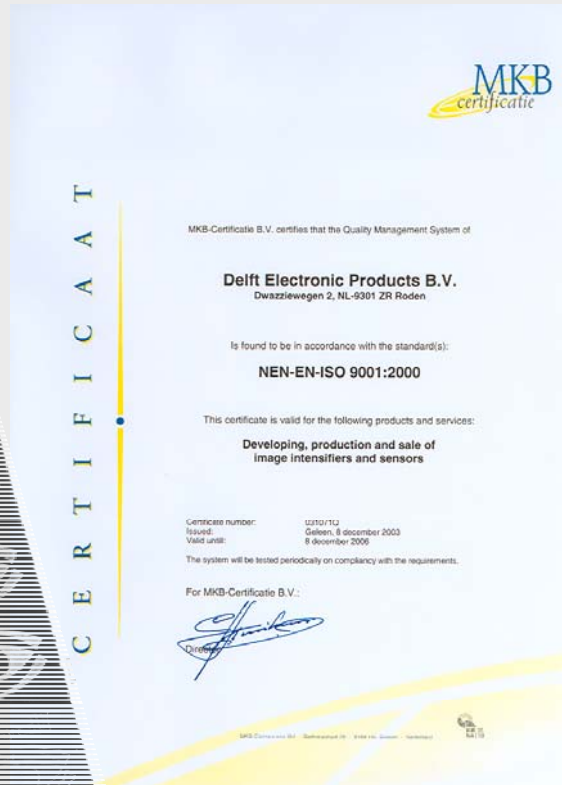 MKB
certificatie
CERTIFICAAT
MKB-Certificatie B.V. certifies that the Quality Management System of
Delft Electronic Products B.V.
Dwazziewegen 2, NL-9301 ZR Roden
Is found to be in accordance with the standard(s):
NEN-EN-ISO 9001:2000
This certificate is valid for the following products and services:
Developing, production and sale of
image intensifiers and sensors
Certificate number:
Issued: Geleen, 8 december 2003
Valid until: 8 december 2006
The system will be tested periodically on compliancy with the requirements.
For MKB-Certificatie B.V.:
Director